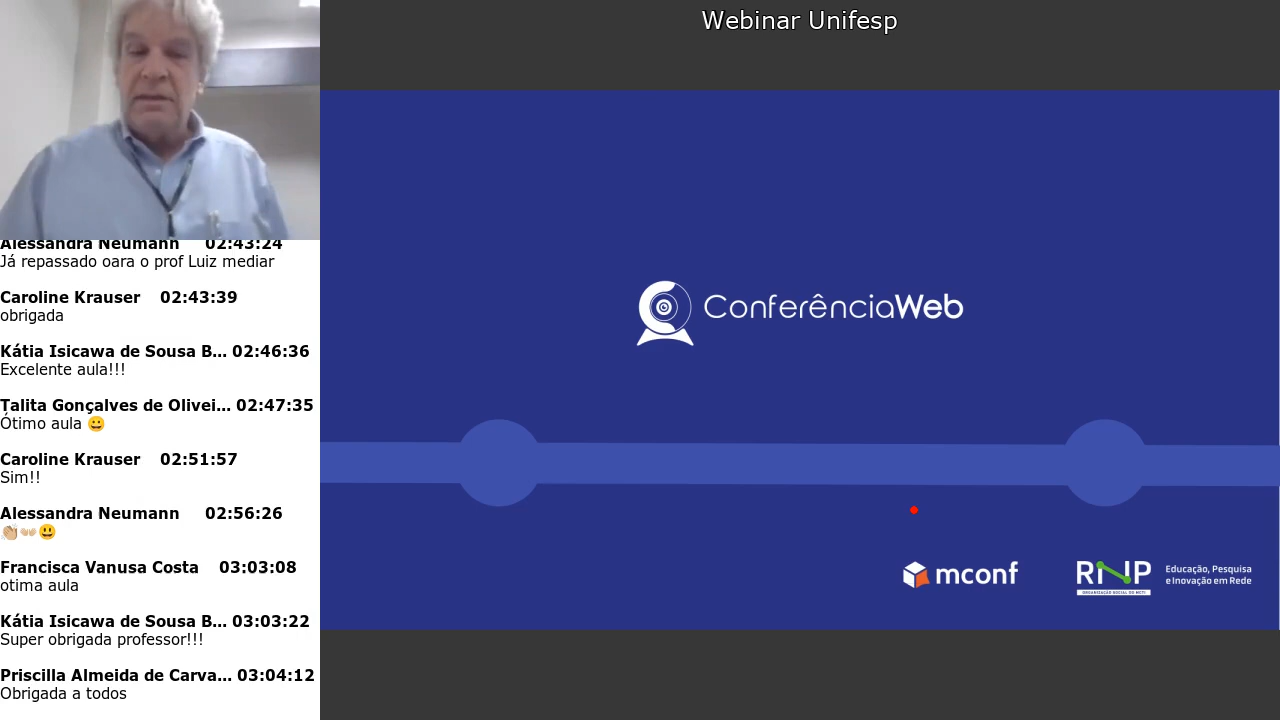 Webinar Unifesp
Alessandra Neumann 02:43:24
Já repassado oara o prof Luiz mediar
Caroline Krauser 02:43:39
obrigada
Kátia Isicawa de Sousa B... 02:46:36
Excelente aula!!!
Talita Gonçalves de Olivei... 02:47:35
Ótimo aula 😀
Caroline Krauser 02:51:57
Sim!!
Alessandra Neumann 02:56:26
👏🏼👐🏼😃
Francisca Vanusa Costa 03:03:08
otima aula
Kátia Isicawa de Sousa B... 03:03:22
Super obrigada professor!!!
Priscilla Almeida de Carva... 03:04:12
Obrigada a todos
ConferênciaWeb
mconf
RNP
ORGANIZAÇÃO SOCIAL DO MCTI
Educação, Pesquisa
e Inovação em Rede